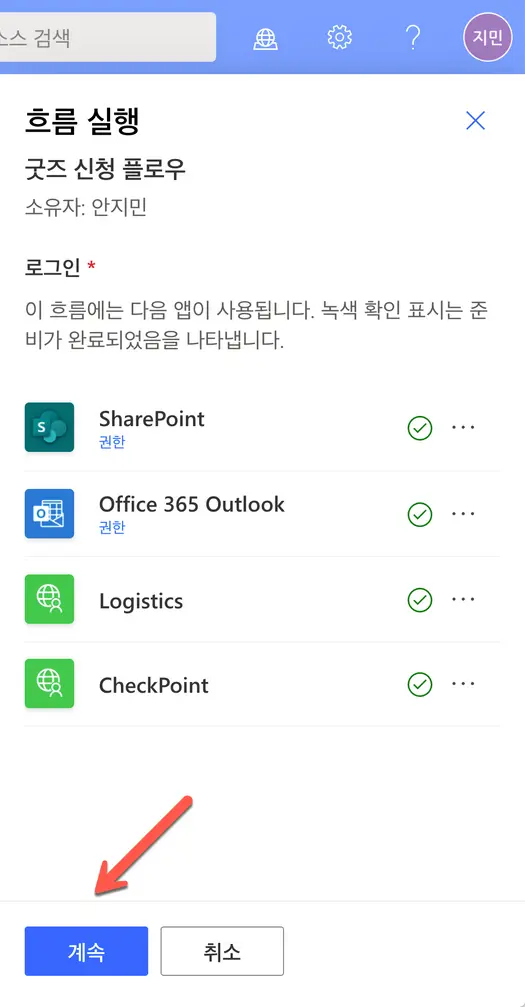 소스 검색
지민
흐름 실행
굿즈 신청 플로우
소유자: 안지민
로그인 *
이 흐름에는 다음 앱이 사용됩니다. 녹색 확인 표시는 준
비가 완료되었음을 나타냅니다.
SharePoint
권한
Office 365 Outlook
권한
Logistics
CheckPoint
계속
취소